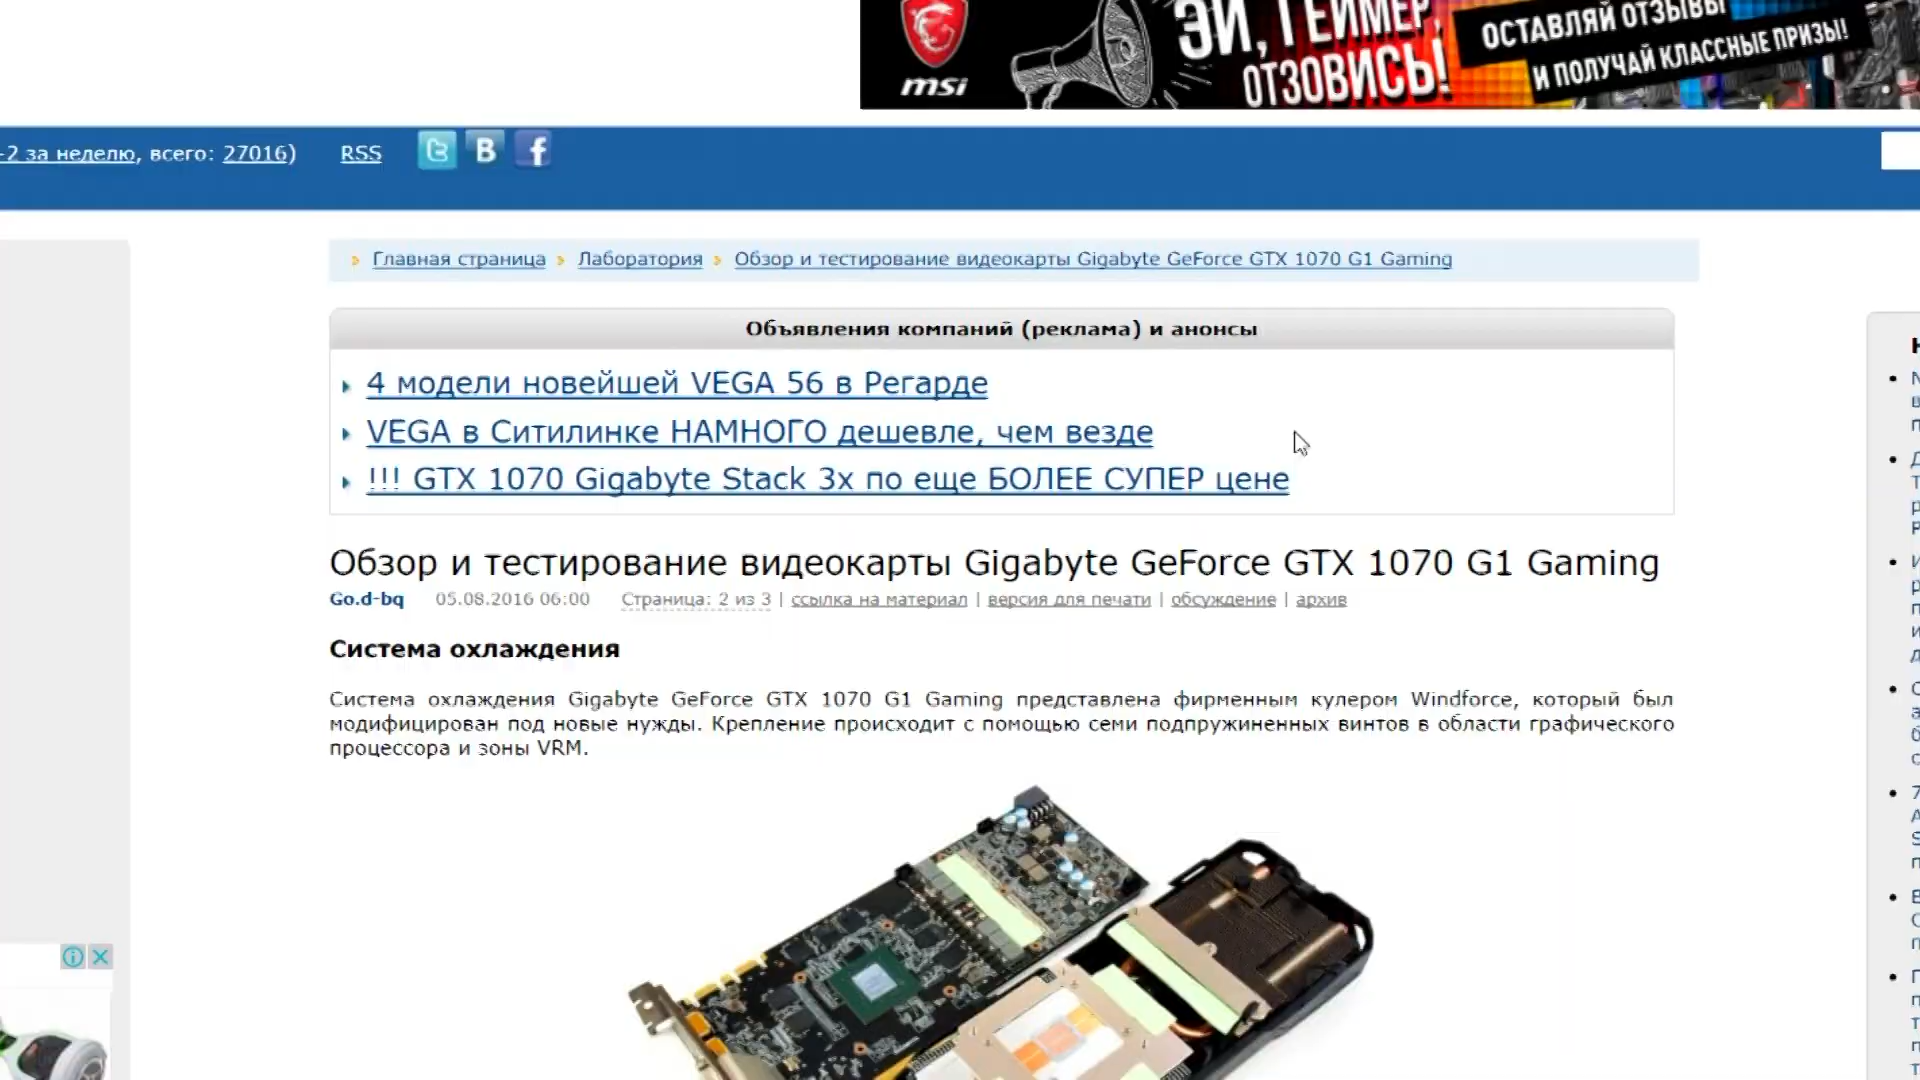 ЭЙ, ГЕЙМЕР,
ОТЗОВИСЬ!
ОСТАВЛЯЙ ОТЗЫВЫ
И ПОЛУЧАЙ КЛАССНЫЕ ПРИЗЫ!
msi
-2 за неделю, всего: 27016)
RSS
Главная страница
Лаборатория
Обзор и тестирование видеокарты Gigabyte GeForce GTX 1070 G1 Gaming
Объявления компаний (реклама) и анонсы
4 модели новейшей VEGA 56 в Регарде
VEGA в Ситилинке НАМНОГО дешевле, чем везде
!!! GTX 1070 Gigabyte Stack 3x по еще БОЛЕЕ СУПЕР цене
Обзор и тестирование видеокарты Gigabyte GeForce GTX 1070 G1 Gaming
Go.d-bq 05.08.2016 06:00 Страница: 2 из 3 | ссылка на материал | версия для печати | обсуждение | архив
Система охлаждения
Система охлаждения Gigabyte GeForce GTX 1070 G1 Gaming представлена фирменным кулером Windforce, который был
модифицирован под новые нужды. Крепление происходит с помощью семи подпружиненных винтов в области графического
процессора и зоны VRM.